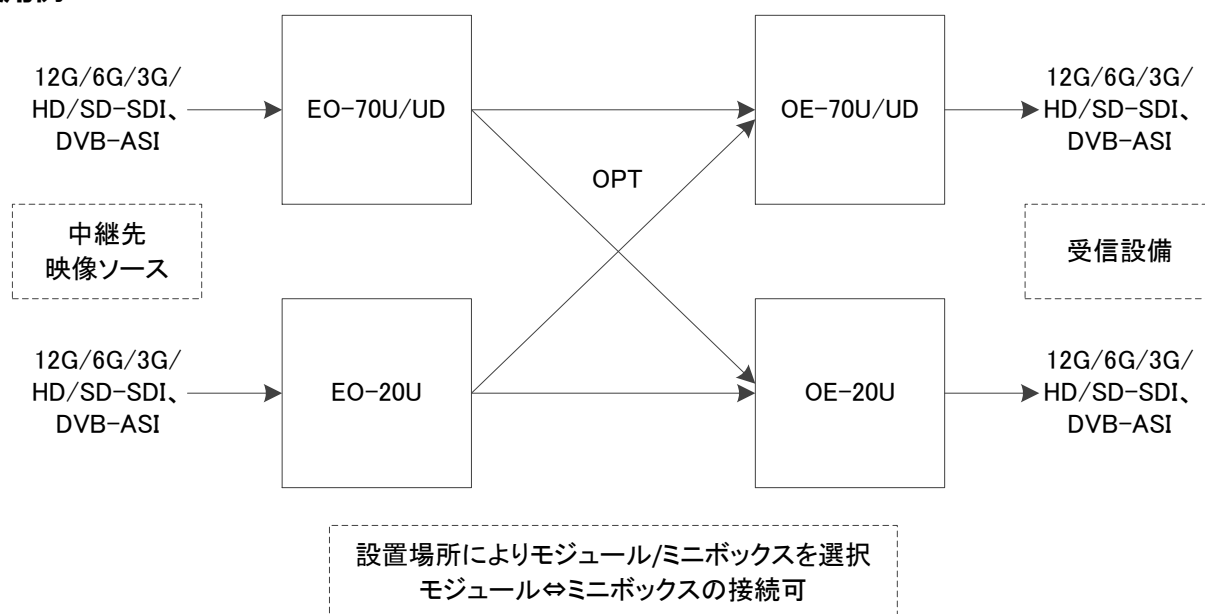 12G/6G/3G/
HD/SD-SDI、
DVB-ASI
EO-70U/UD
OE-70U/UD
12G/6G/3G/
HD/SD-SDI、
DVB-ASI
OPT
中継先
映像ソース
受信設備
12G/6G/3G/
HD/SD-SDI、
DVB-ASI
EO-20U
OE-20U
12G/6G/3G/
HD/SD-SDI、
DVB-ASI
設置場所によりモジュール/ミニボックスを選択
モジュール⇔ミニボックスの接続可